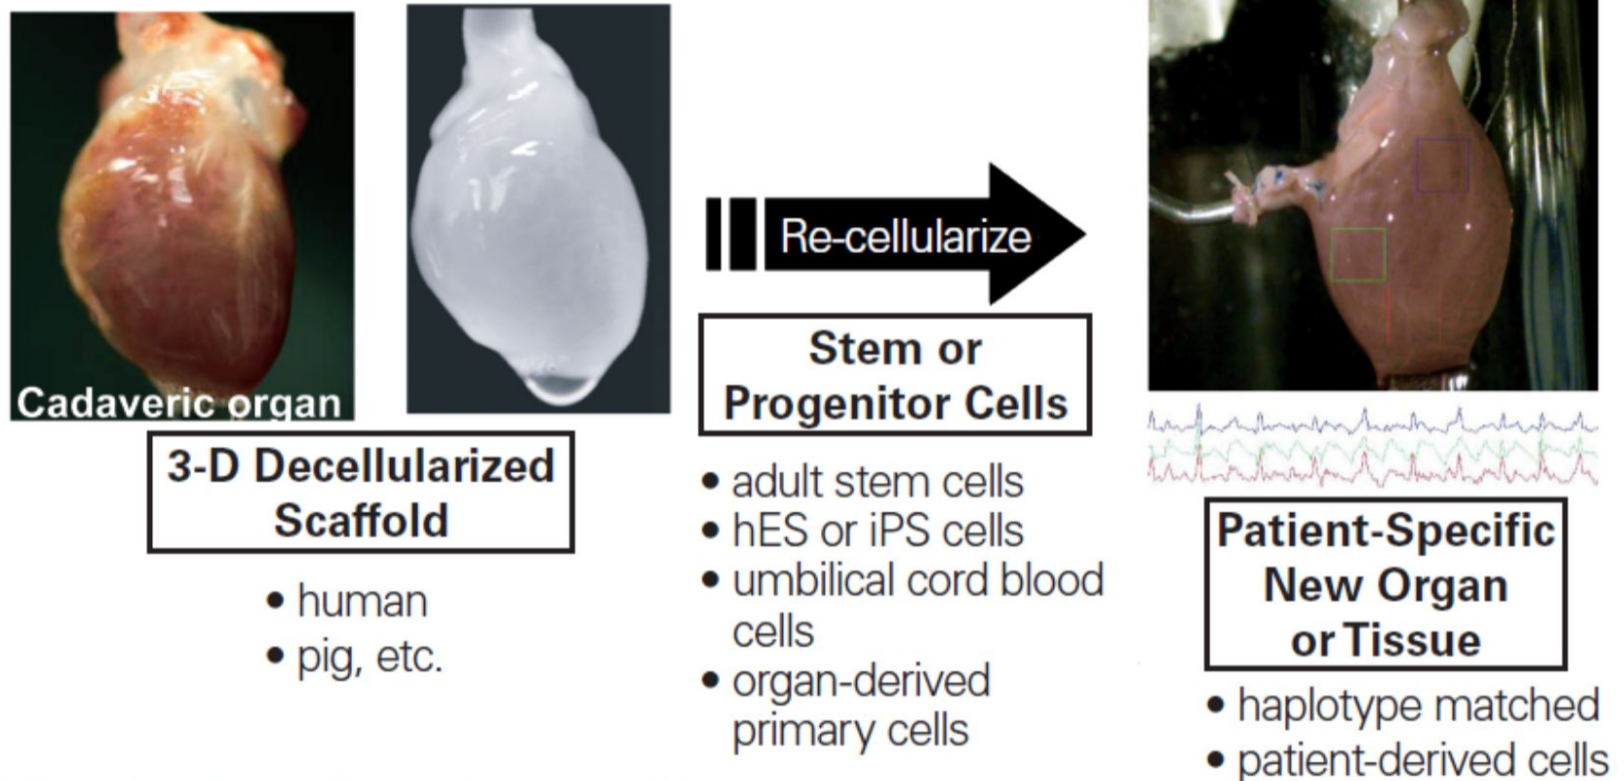 Cadaveric organ
3-D Decellularized
Scaffold
• human
• pig, etc.
Re-cellularize
Stem or
Progenitor Cells
• adult stem cells
• hES or iPS cells
• umbilical cord blood
cells
• organ-derived
primary cells
Patient-Specific
New Organ
or Tissue
• haplotype matched
• patient-derived cells